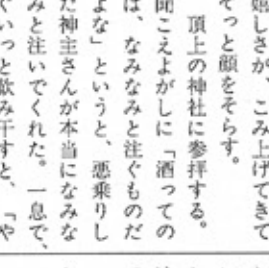 嬉しさが　こみ上げてきて
そっと顔をそらす。
　頂上の神社に参拝する。
聞こえよがしに「酒っての
は、なみなみと注ぐものだ
よな」というと、悪乗りし
た神主さんが本当になみな
みと注いでくれた。一息で、
ぐいっと飲み干すと、「や